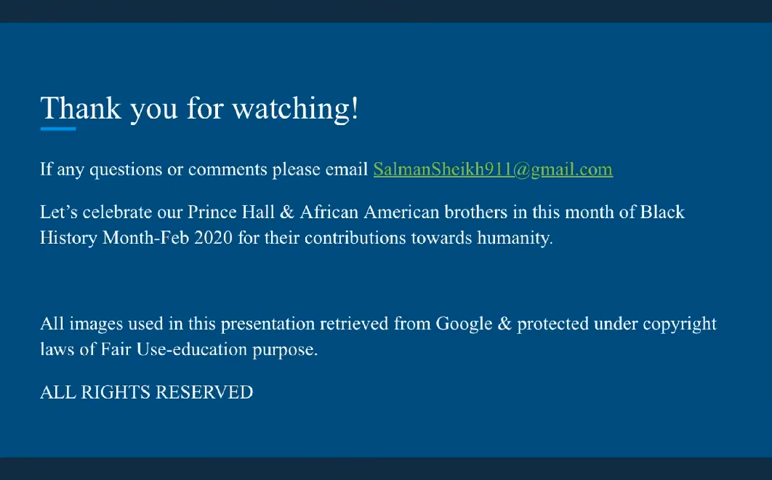 Thank you for watching!
If any questions or comments please email SalmanSheikh911@gmail.com
Let's celebrate our Prince Hall & African American brothers in this month of Black
History Month-Feb 2020 for their contributions towards humanity.
All images used in this presentation retrieved from Google & protected under copyright
laws of Fair Use-education purpose.
ALL RIGHTS RESERVED